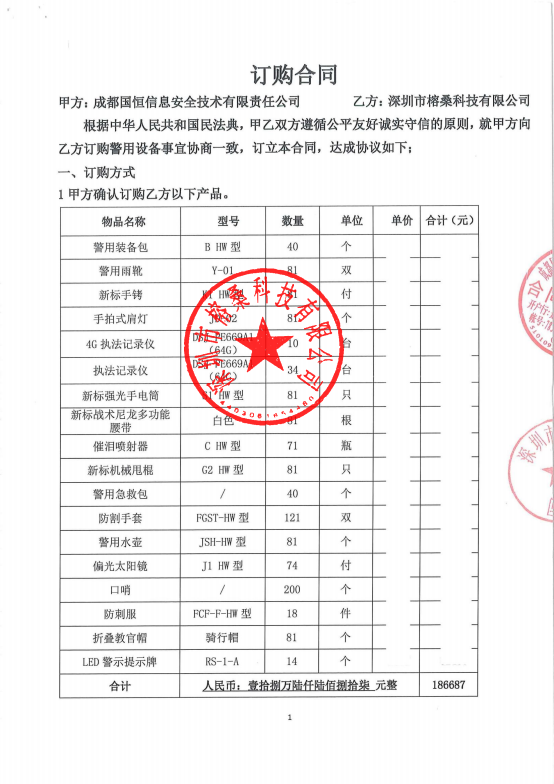 订购合同
甲方：成都国恒信息安全技术有限责任公司 乙方：深圳市榕桑科技有限公司
根据中华人民共和国民法典，甲乙双方遵循公平友好诚实守信的原则，就甲方向
乙方订购警用设备事宜协商一致，订立本合同，达成协议如下；
一、订购方式
1 甲方确认订购乙方以下产品。
物品名称 型号 数量 单位 单价 合计（元）
警用装备包 B HW 型 40 个
警用雨靴 Y-01 81 双
新标手铐 HW 付
手拍式肩灯 02 81 个
4G 执法记录仪 (64G) 10 台
执法记录仪 34 台
新标强光手电筒 HW 型 81 只
新标战术尼龙多功能
腰带 白色 81 根
催泪喷射器 C HW 型 71 瓶
新标机械甩棍 G2 HW 型 81 只
警用急救包 / 40 个
防割手套 FGST-HW 型 121 双
警用水壶 JSH-HW 型 81 个
偏光太阳镜 J1 HW 型 74 付
口哨 / 200 个
防刺服 FCF-F-HW 型 18 件
折叠教官帽 骑行帽 81 个
LED 警示提示牌 RS-1-A 14 个
合计 人民币：壹拾捌万陆仟陆佰捌拾柒 元整 186687
深圳市榕桑科技有限公司
深圳市
1